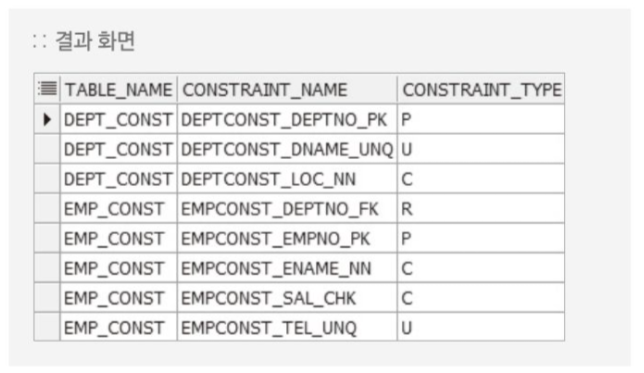 :: 결과 화면
TABLE_NAME CONSTRAINT_NAME CONSTRAINT_TYPE
DEPT_CONST DEPTCONST_DEPTNO_PK P
DEPT_CONST DEPTCONST_DNAME_UNQ U
DEPT_CONST DEPTCONST_LOC_NN C
EMP_CONST EMPCONST_DEPTNO_FK R
EMP_CONST EMPCONST_EMPNO_PK P
EMP_CONST EMPCONST_ENAME_NN C
EMP_CONST EMPCONST_SAL_CHK C
EMP_CONST EMPCONST_TEL_UNQ U